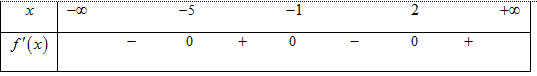 x −∞ −5 −1 2 +∞
f′(x) − 0 + 0 − 0 +